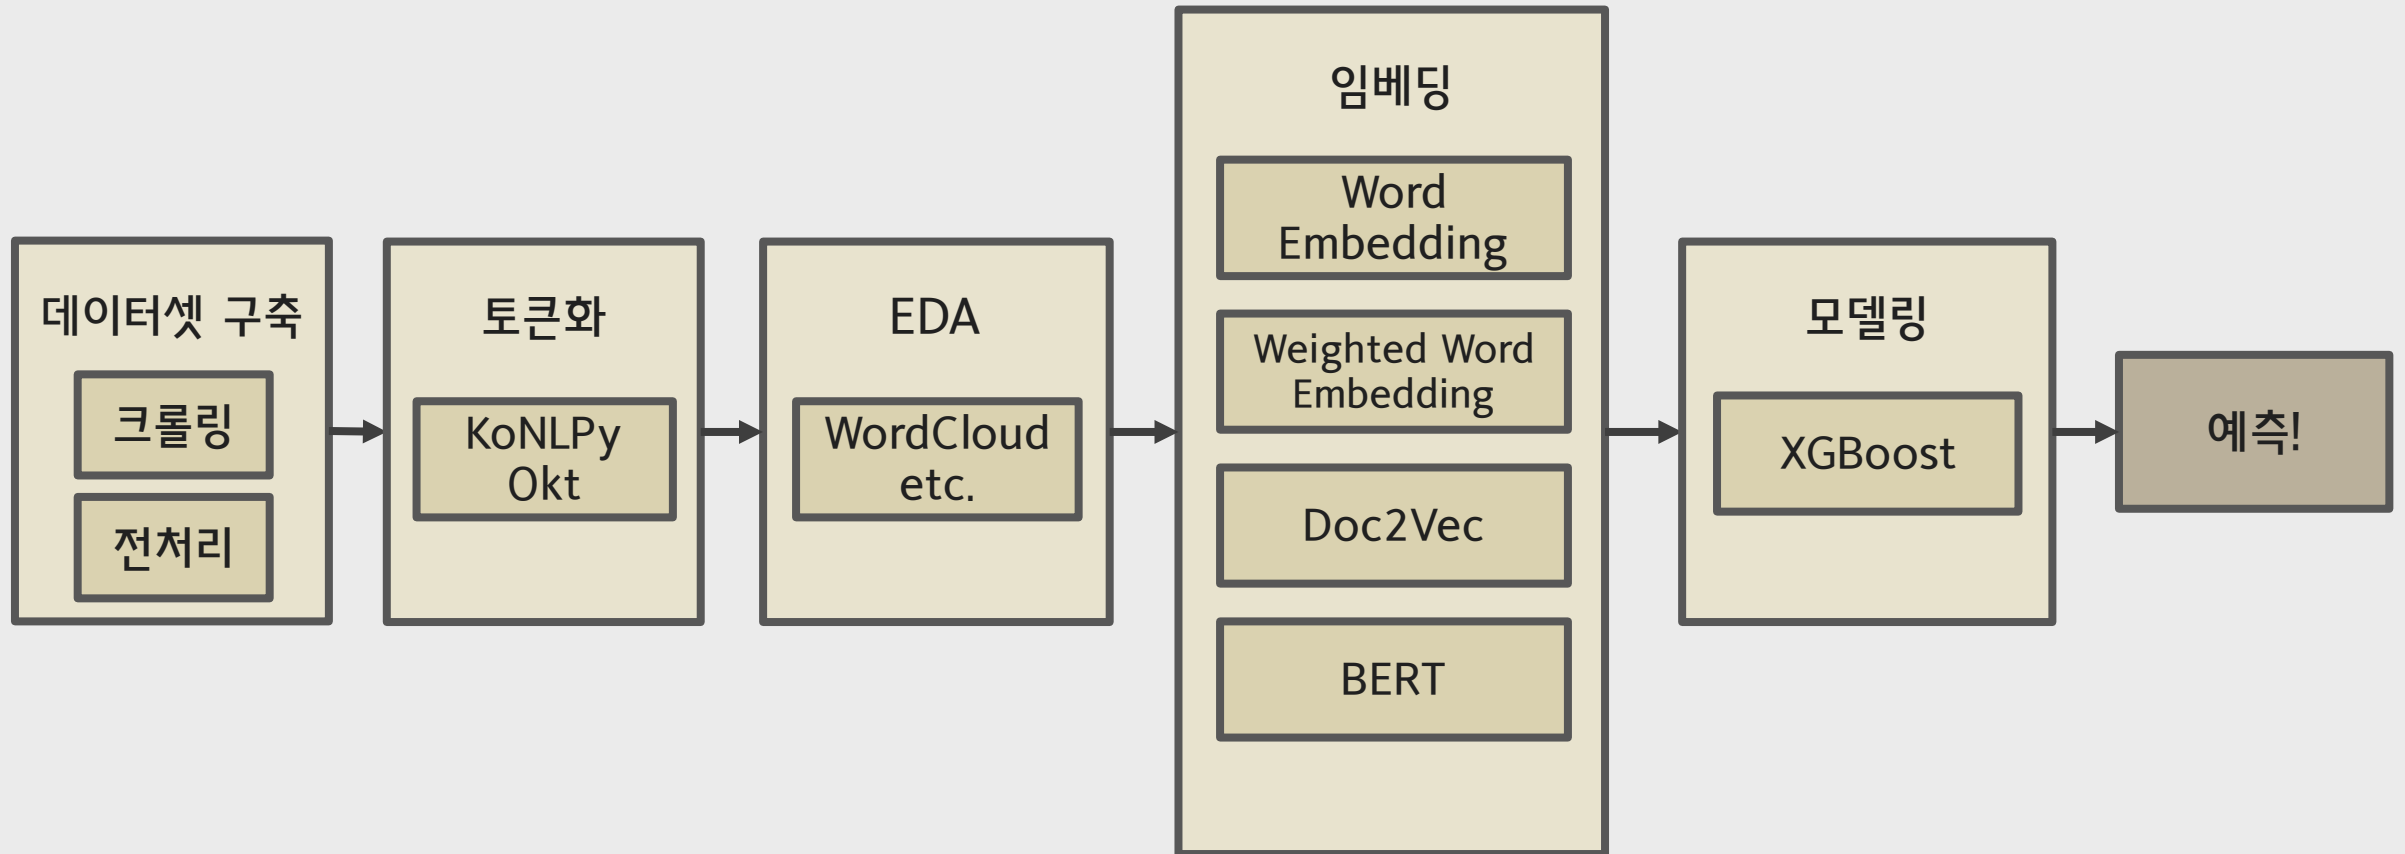 데이터셋 구축
크롤링
전처리
토큰화
KoNLPy
Okt
EDA
WordCloud
etc.
임베딩
Word
Embedding
Weighted Word
Embedding
Doc2Vec
BERT
모델링
XGBoost
예측!